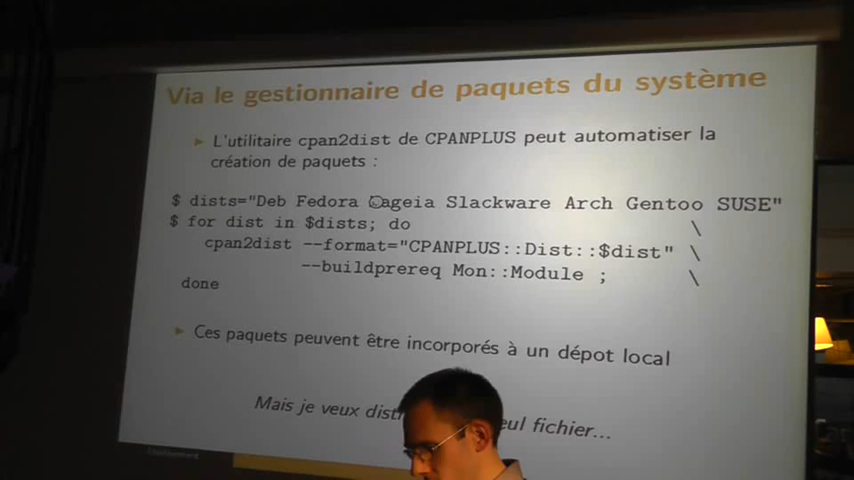 Via le gestionnaire de paquets du système
L'utilitaire cpan2dist de CPANPLUS peut automatiser la
création de paquets :
$ dists="Deb Fedora Mageia Slackware Arch Gentoo SUSE"
$ for dist in $dists; do \
cpan2dist --format="CPANPLUS::Dist::$dist" \
--buildprereq Mon::Module ; \
done
Ces paquets peuvent être incorporés à un dépot local
Mais je veux fichier...